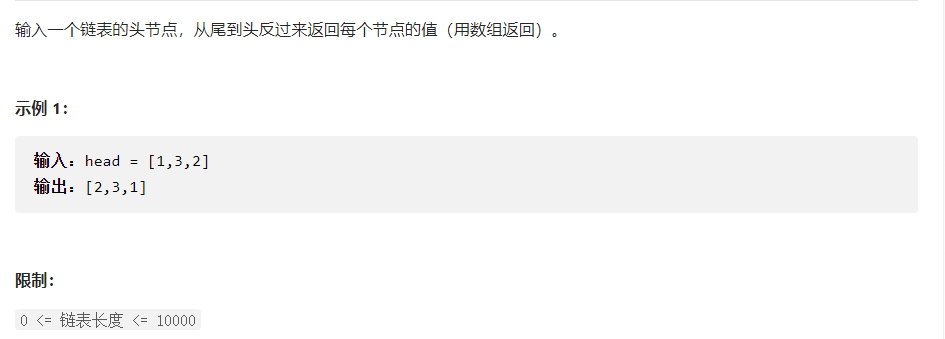 输入一个链表的头节点，从尾到头反过来返回每个节点的值（用数组返回）。
示例 1：
输入：head = [1,3,2]
输出：[2,3,1]
限制：
0 <= 链表长度 <= 10000